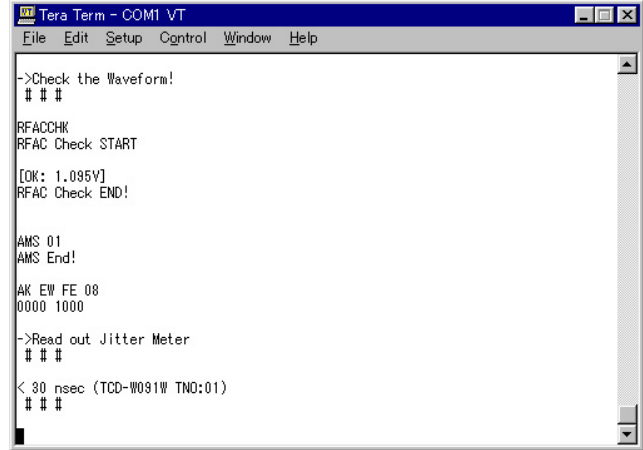 Tera Term - COM1 VT
File Edit Setup Control Window Help
->Check the Waveform!
# # #
RFACCHK
RFAC Check START
[OK: 1.095V]
RFAC Check END!
AMS 01
AMS End!
AK EW FE 08
0000 1000
->Read out Jitter Meter
# # #
< 30 nsec (TCD-W091W TNO:01)
# # #